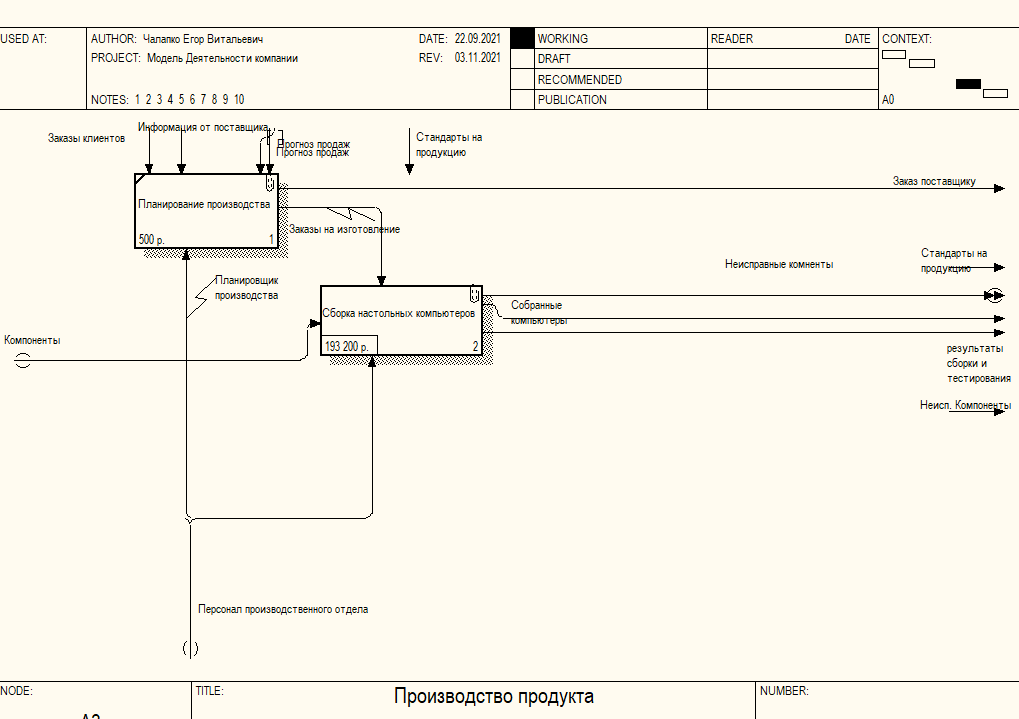 USED AT:
AUTHOR: Чалапко Егор Витальевич
DATE: 22.09.2021
WORKING
READER
DATE
CONTEXT:
PROJECT: Модель Деятельности компании
REV: 03.11.2021
DRAFT
RECOMMENDED
NOTES: 1 2 3 4 5 6 7 8 9 10
PUBLICATION
A0
Заказы клиентов
Информация от поставщика
Прогноз продаж
Прогноз продаж
Стандарты на
продукцию
Заказ поставщику
Планирование производства
500 р.
1
Заказы на изготовление
Стандарты на
продукцию
Неисправные комненты
Планировщик
производства
Собранные
компьютеры
Сборка настольных компьютеров
193 200 р.
2
Компоненты
результаты
сборки и
тестирования
Неисп. Компоненты
Персонал производственного отдела
NODE:
TITLE:
Производство продукта
NUMBER: